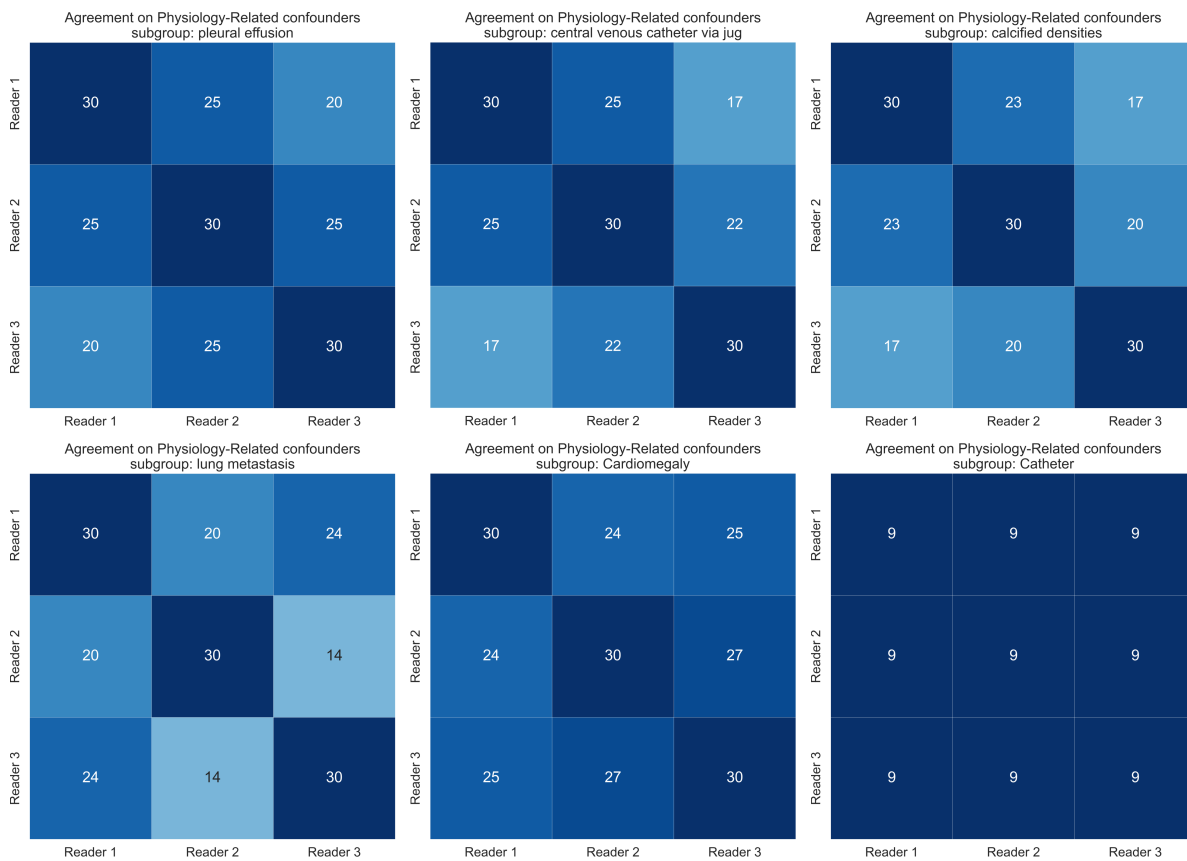 Agreement on Physiology-Related confounders
subgroup: pleural effusion
Reader 1
30 25 20
Reader 2
25 30 25
Reader 3
20 25 30
Reader 1 Reader 2 Reader 3
Agreement on Physiology-Related confounders
subgroup: central venous catheter via jug
Reader 1
30 25 17
Reader 2
25 30 22
Reader 3
17 22 30
Reader 1 Reader 2 Reader 3
Agreement on Physiology-Related confounders
subgroup: calcified densities
Reader 1
30 23 17
Reader 2
23 30 20
Reader 3
17 20 30
Reader 1 Reader 2 Reader 3
Agreement on Physiology-Related confounders
subgroup: lung metastasis
Reader 1
30 20 24
Reader 2
20 30 14
Reader 3
24 14 30
Reader 1 Reader 2 Reader 3
Agreement on Physiology-Related confounders
subgroup: Cardiomegaly
Reader 1
30 24 25
Reader 2
24 30 27
Reader 3
25 27 30
Reader 1 Reader 2 Reader 3
Agreement on Physiology-Related confounders
subgroup: Catheter
Reader 1
9 9 9
Reader 2
9 9 9
Reader 3
9 9 9
Reader 1 Reader 2 Reader 3